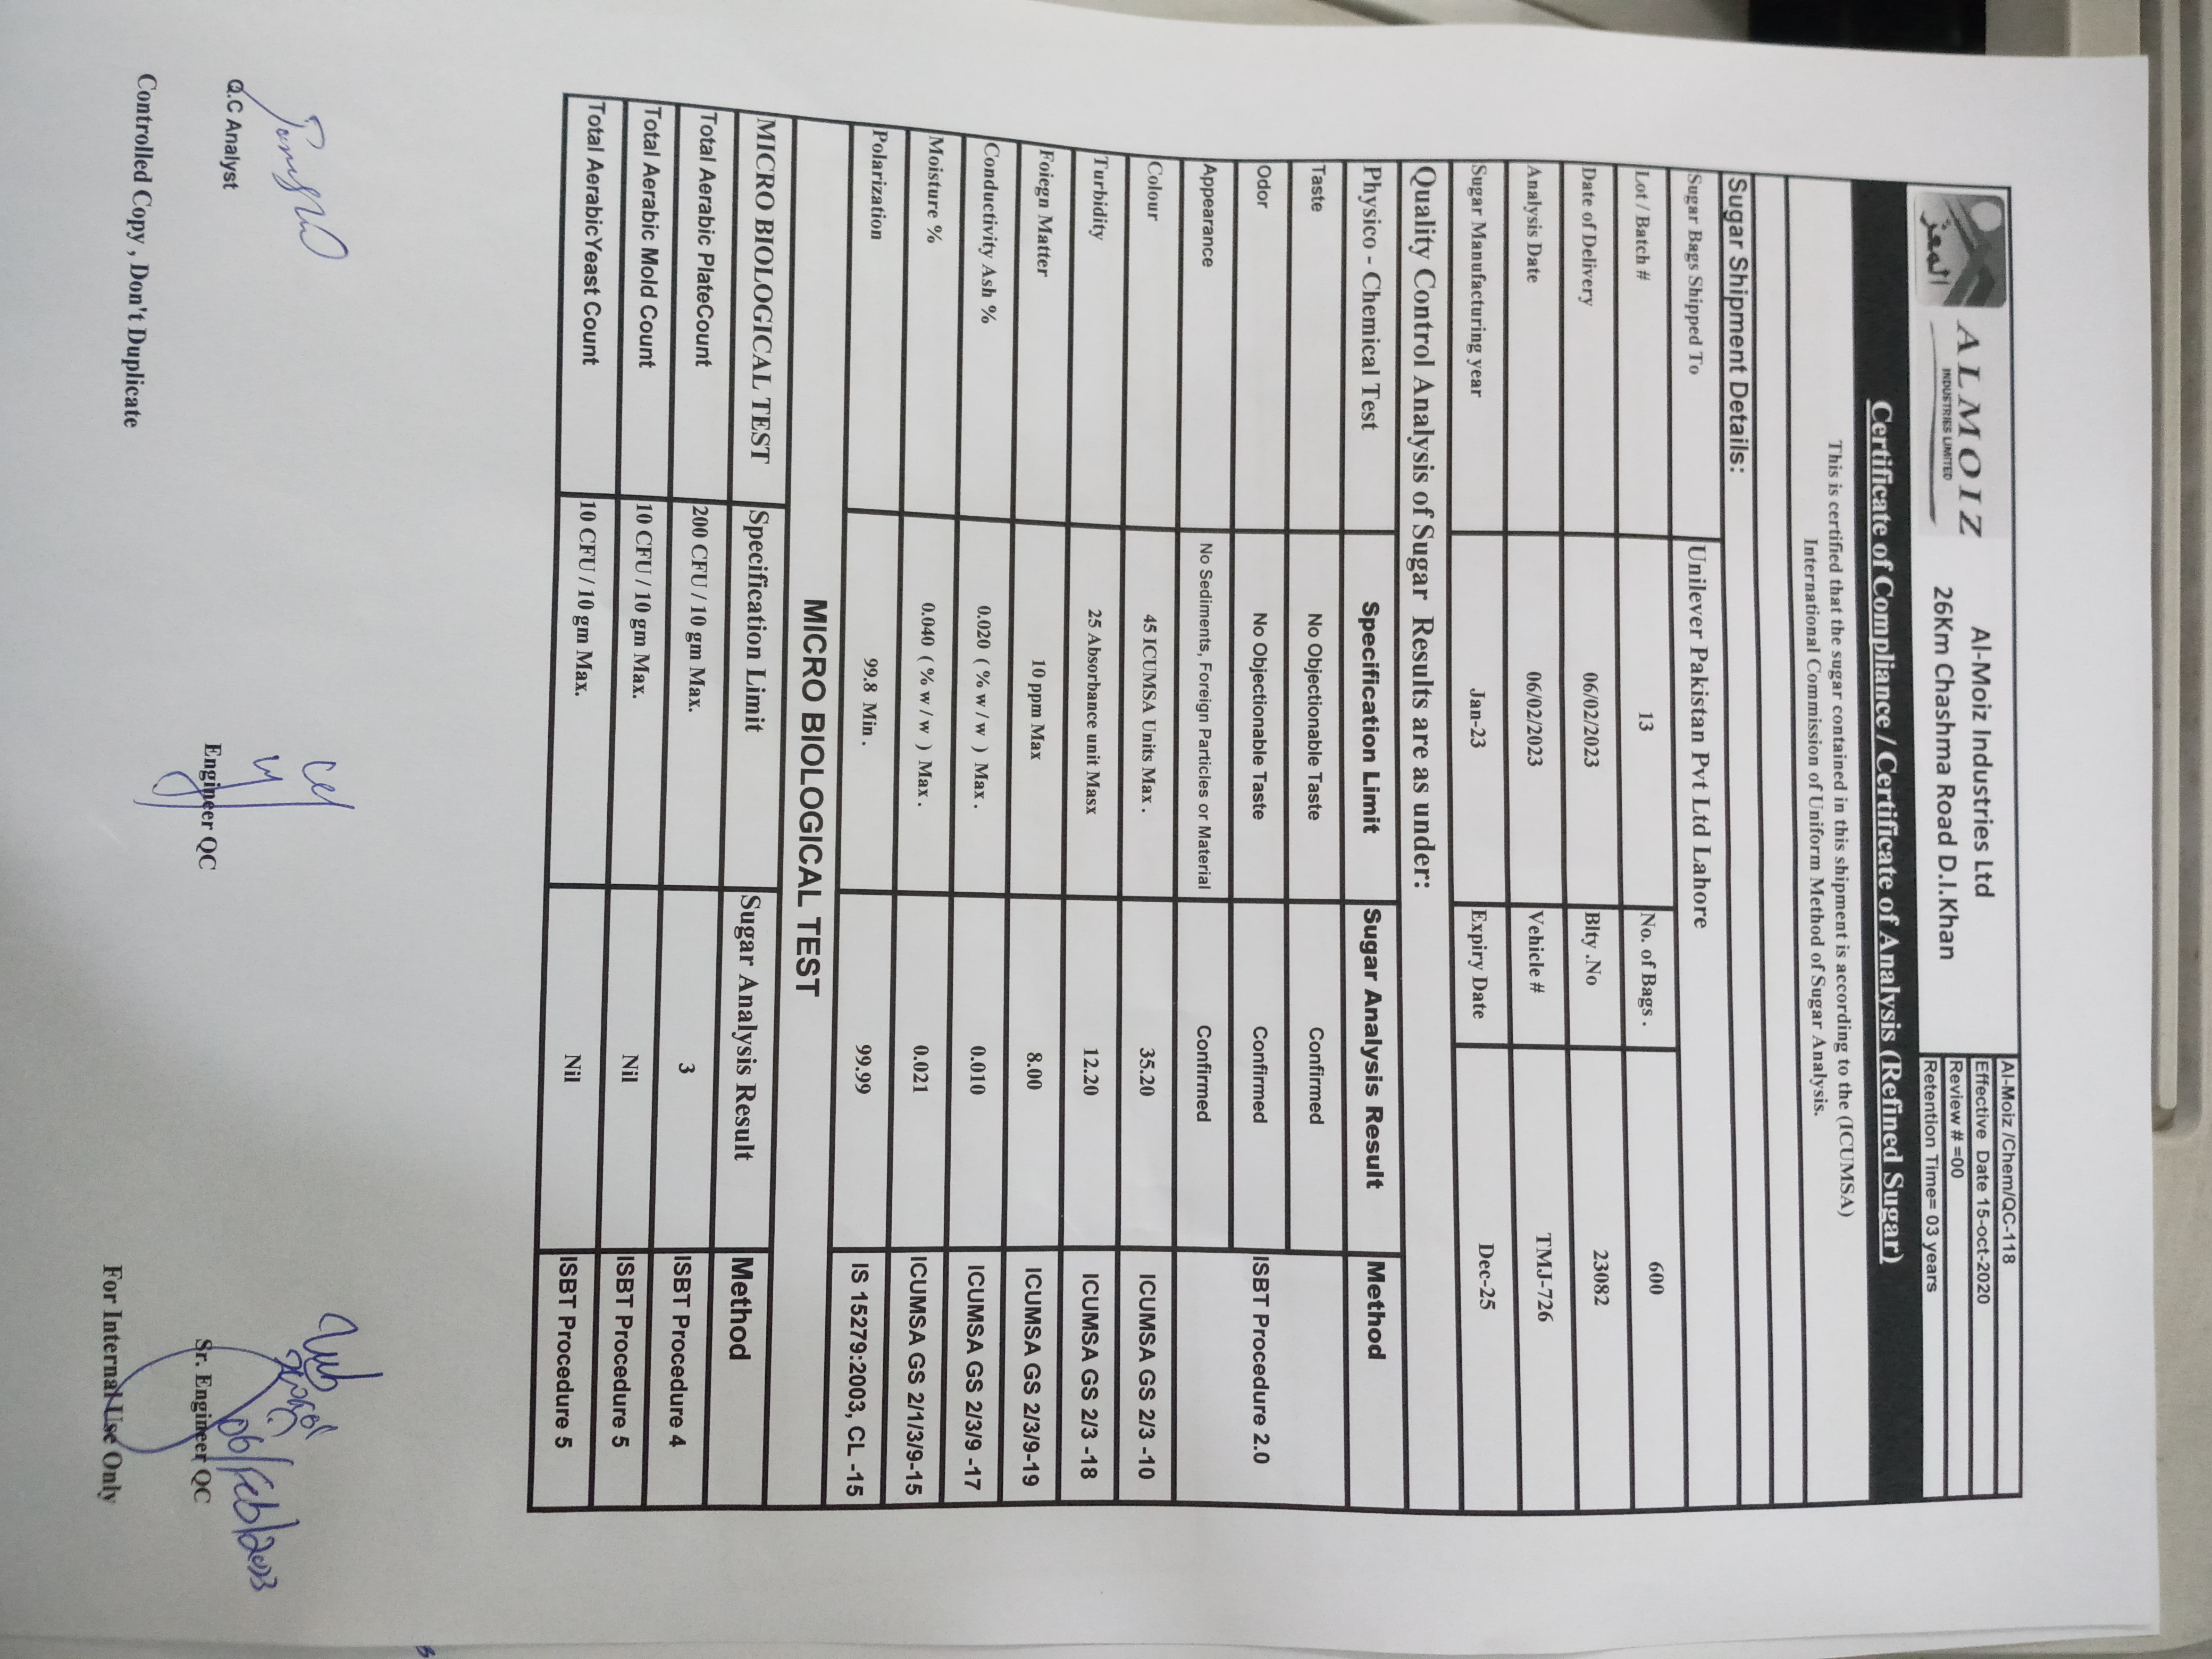 المعز
ALMOIZ
INDUSTRIES LIMITED
Al-Moiz Industries Ltd
26Km Chashma Road D.I.Khan
Al-Moiz /Chem/QC-118
Effective Date 15-oct-2020
Review # =00
Retention Time= 03 years
Certificate of Compliance / Certificate of Analysis (Refined Sugar)
This is certified that the sugar contained in this shipment is according to the (ICUMSA)
International Commission of Uniform Method of Sugar Analysis.
Sugar Shipment Details:
Sugar Bags Shipped To Unilever Pakistan Pvt Ltd Lahore
Lot / Batch # 13 No. of Bags . 600
Date of Delivery 06/02/2023 Blty .No 23082
Analysis Date 06/02/2023 Vehicle # TMJ-726
Sugar Manufacturing year Jan-23 Expiry Date Dec-25
Quality Control Analysis of Sugar Results are as under:
Physico - Chemical Test Specification Limit Sugar Analysis Result Method
Taste No Objectionable Taste Confirmed
Odor No Objectionable Taste Confirmed ISBT Procedure 2.0
Appearance No Sediments, Foreign Particles or Material Confirmed
Colour 45 ICUMSA Units Max . 35.20 ICUMSA GS 2/3 -10
Turbidity 25 Absorbance unit Masx 12.20 ICUMSA GS 2/3 -18
Foiegn Matter 10 ppm Max 8.00 ICUMSA GS 2/3/9-19
Conductivity Ash % 0.020 ( % w / w ) Max . 0.010 ICUMSA GS 2/3/9 -17
Moisture % 0.040 ( % w / w ) Max . 0.021 ICUMSA GS 2/1/3/9-15
Polarization 99.8 Min . 99.99 IS 15279:2003, CL -15
MICRO BIOLOGICAL TEST
MICRO BIOLOGICAL TEST Specification Limit Sugar Analysis Result Method
Total Aerabic PlateCount 200 CFU / 10 gm Max. 3 ISBT Procedure 4
Total Aerabic Mold Count 10 CFU / 10 gm Max. Nil ISBT Procedure 5
Total AerabicYeast Count 10 CFU / 10 gm Max. Nil ISBT Procedure 5
06/Feb/2023
Q.C Analyst Engineer QC Sr. Engineer QC
Controlled Copy , Don't Duplicate For Internal Use Only